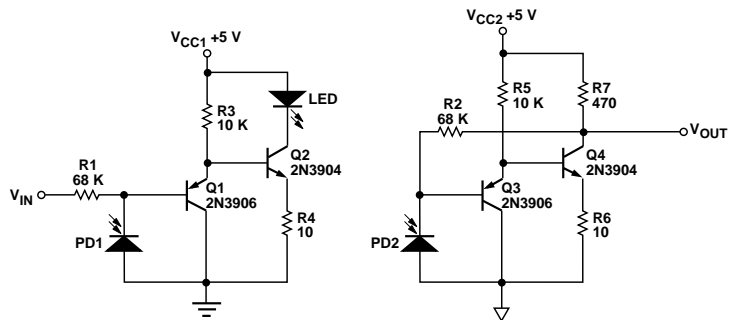 VCC1 +5 V
LED
R3
10 K
R1
68 K
VIN
PD1
Q1
2N3906
Q2
2N3904
R4
10
VCC2 +5 V
R5
10 K
R7
470
R2
68 K
VOUT
Q4
2N3904
Q3
2N3906
PD2
R6
10